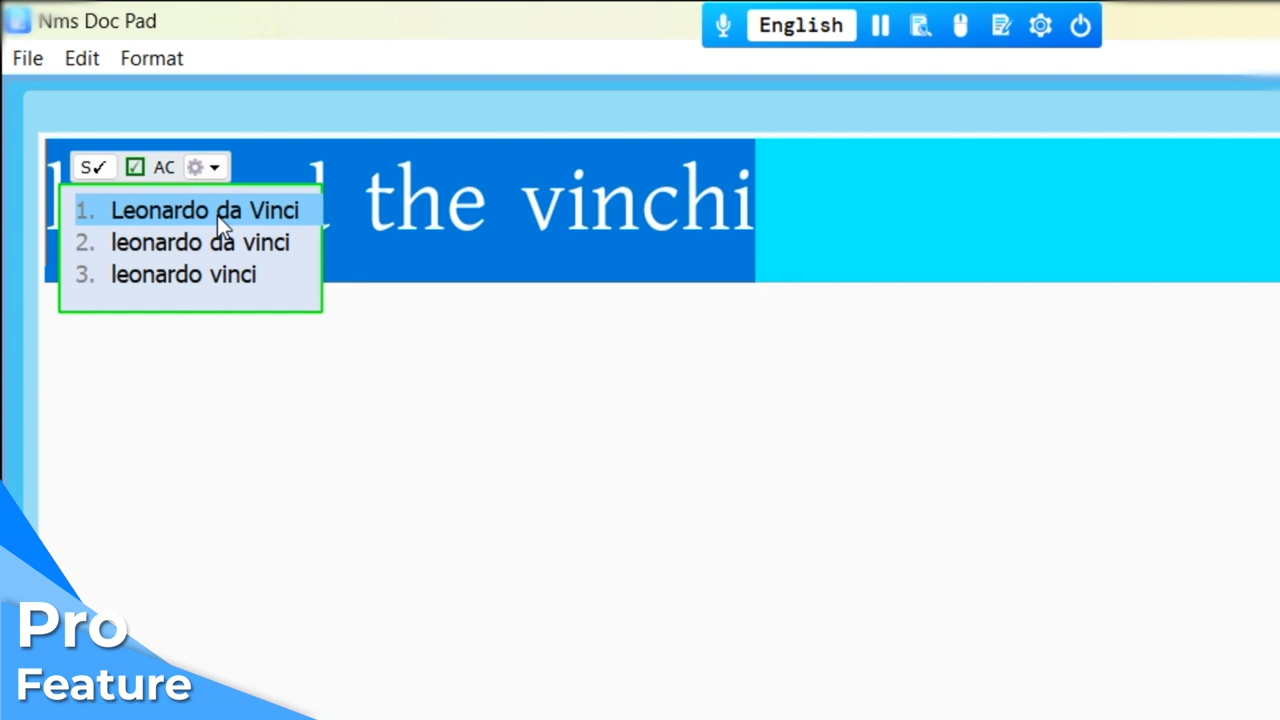 Nms Doc Pad
English
File Edit Format
S✓ ✓ AC
the vinchi
1. Leonardo da Vinci
2. leonardo da vinci
3. leonardo vinci
Pro
Feature